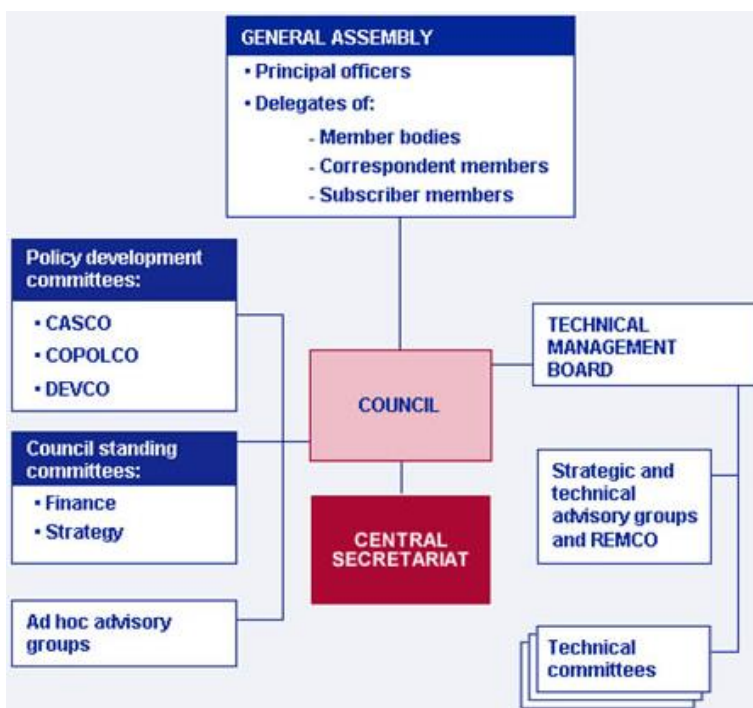 GENERAL ASSEMBLY
• Principal officers
• Delegates of:
- Member bodies
- Correspondent members
- Subscriber members
Policy development
committees:
• CASCO
• COPOLCO
• DEVCO
Council standing
committees:
• Finance
• Strategy
Ad hoc advisory
groups
COUNCIL
CENTRAL
SECRETARIAT
TECHNICAL
MANAGEMENT
BOARD
Strategic and
technical
advisory groups
and REMCO
Technical
committees